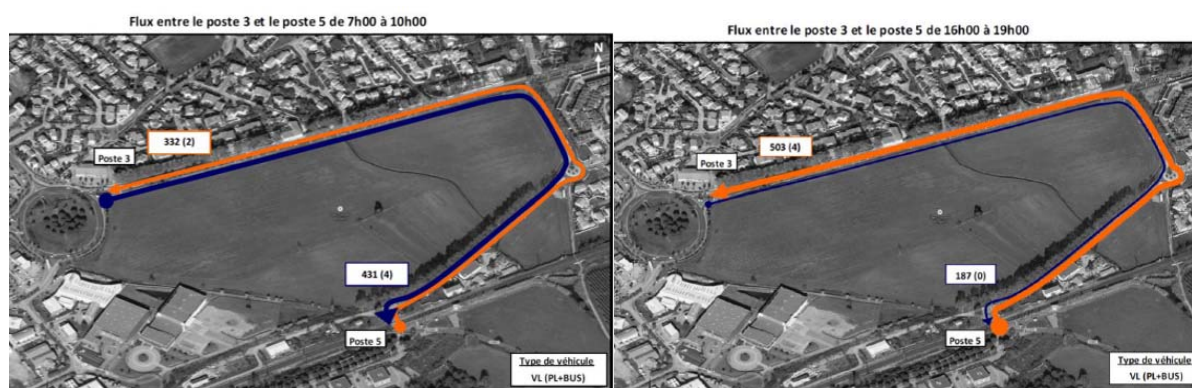 Flux entre le poste 3 et le poste 5 de 7h00 à 10h00
N
332 (2)
Poste 3
431 (4)
Poste 5
Type de véhicule
VL (PL+BUS)
Flux entre le poste 3 et le poste 5 de 16h00 à 19h00
503 (4)
Poste 3
187 (0)
Poste 5
Type de véhicule
VL (PL+BUS)